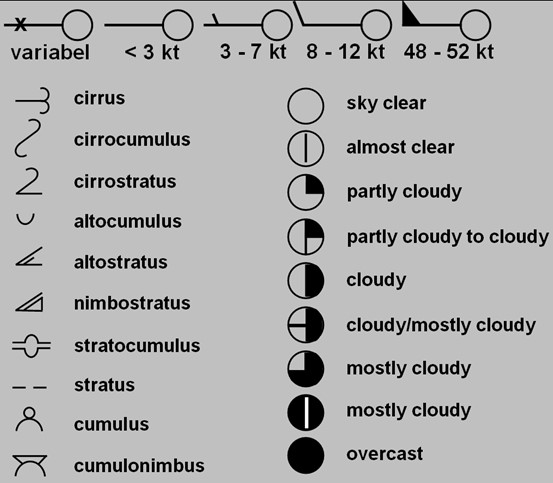 x
variabel
< 3 kt
3 - 7 kt
8 - 12 kt
48 - 52 kt
cirrus
cirrocumulus
cirrostratus
altocumulus
altostratus
nimbostratus
stratocumulus
stratus
cumulus
cumulonimbus
sky clear
almost clear
partly cloudy
partly cloudy to cloudy
cloudy
cloudy/mostly cloudy
mostly cloudy
mostly cloudy
overcast